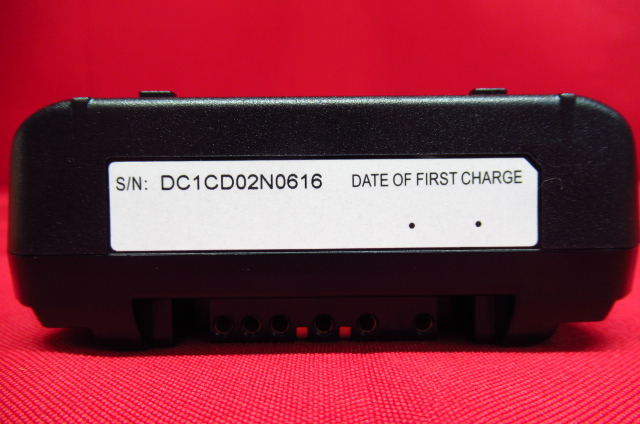 S/N: DC1CD02N0616 DATE OF FIRST CHARGE